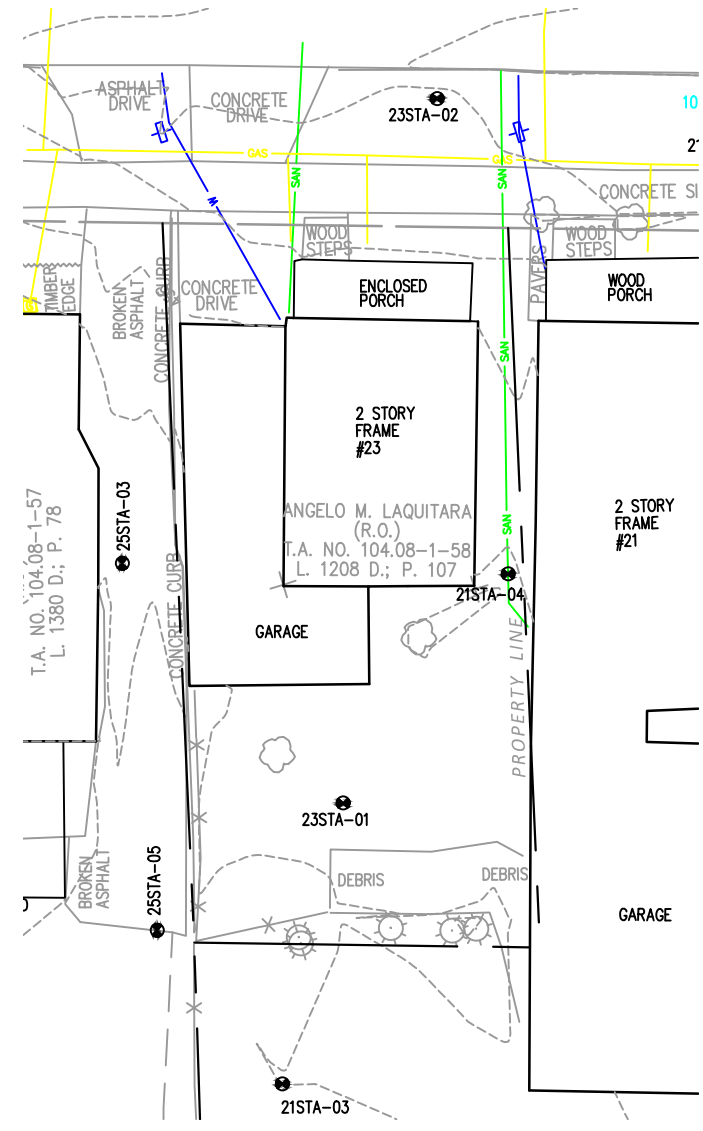 ASPHALT
DRIVE
CONCRETE
DRIVE
23STA-02
10
21
GAS
GAS
SAN
SAN
W
CONCRETE SI
WOOD
STEPS
WOOD
STEPS
PAVERS
TIMBER
EDGE
BROKEN
ASPHALT
CONCRETE CURB
CONCRETE
DRIVE
ENCLOSED
PORCH
WOOD
PORCH
SAN
2 STORY
FRAME
#23
25STA-03
T.A. NO. 104.08-1-57
L. 1380 D.; P. 78
ANGELO M. LAQUITARA
(R.O.)
T.A. NO. 104.08-1-58
L. 1208 D.; P. 107
SAN
2 STORY
FRAME
#21
21STA-04
CONCRETE CURB
GARAGE
PROPERTY LINE
23STA-01
BROKEN
ASPHALT
25STA-05
DEBRIS
DEBRIS
GARAGE
21STA-03